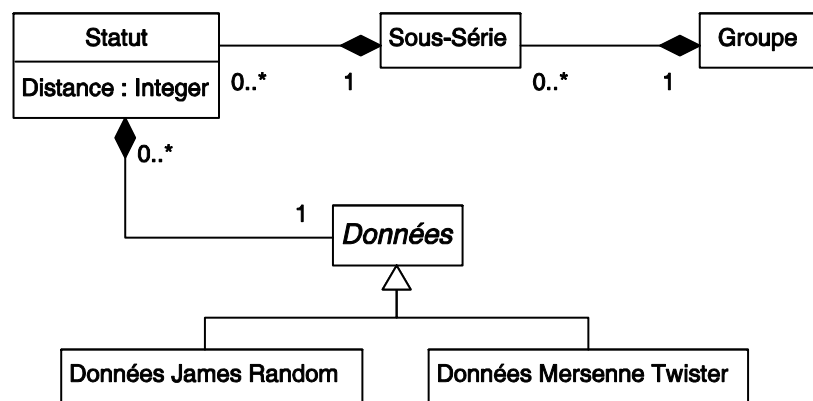 Statut
Distance : Integer
0..*
1
Sous-Série
0..*
1
Groupe
0..*
1
Données
Données James Random
Données Mersenne Twister